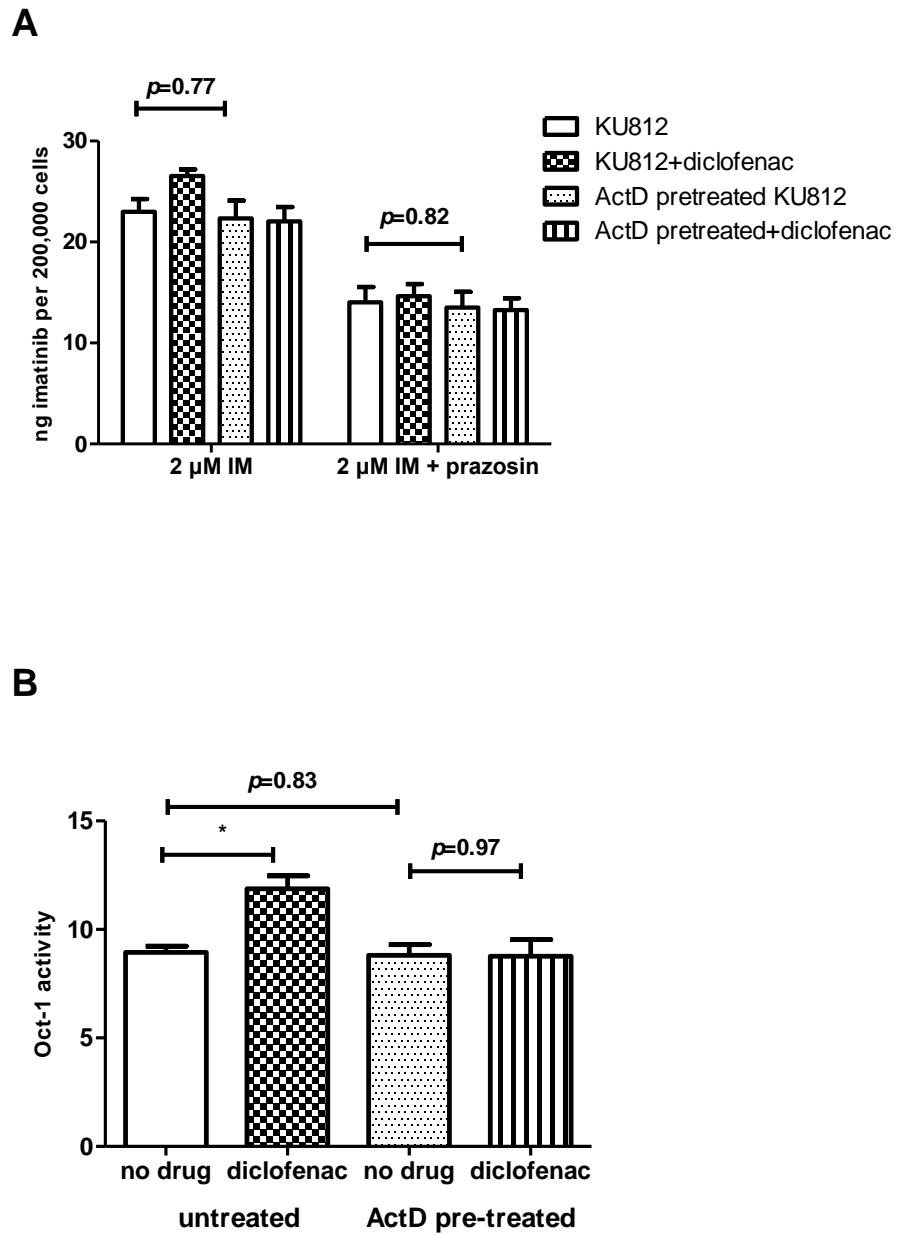 A
p=0.77
30
20
10
0
ng imatinib per 200,000 cells
p=0.82
2 µM IM
2 µM IM + prazosin
KU812
KU812+diclofenac
ActD pretreated KU812
ActD pretreated+diclofenac
B
p=0.83
*
p=0.97
15
10
5
0
Oct-1 activity
no drug diclofenac no drug diclofenac
untreated ActD pre-treated